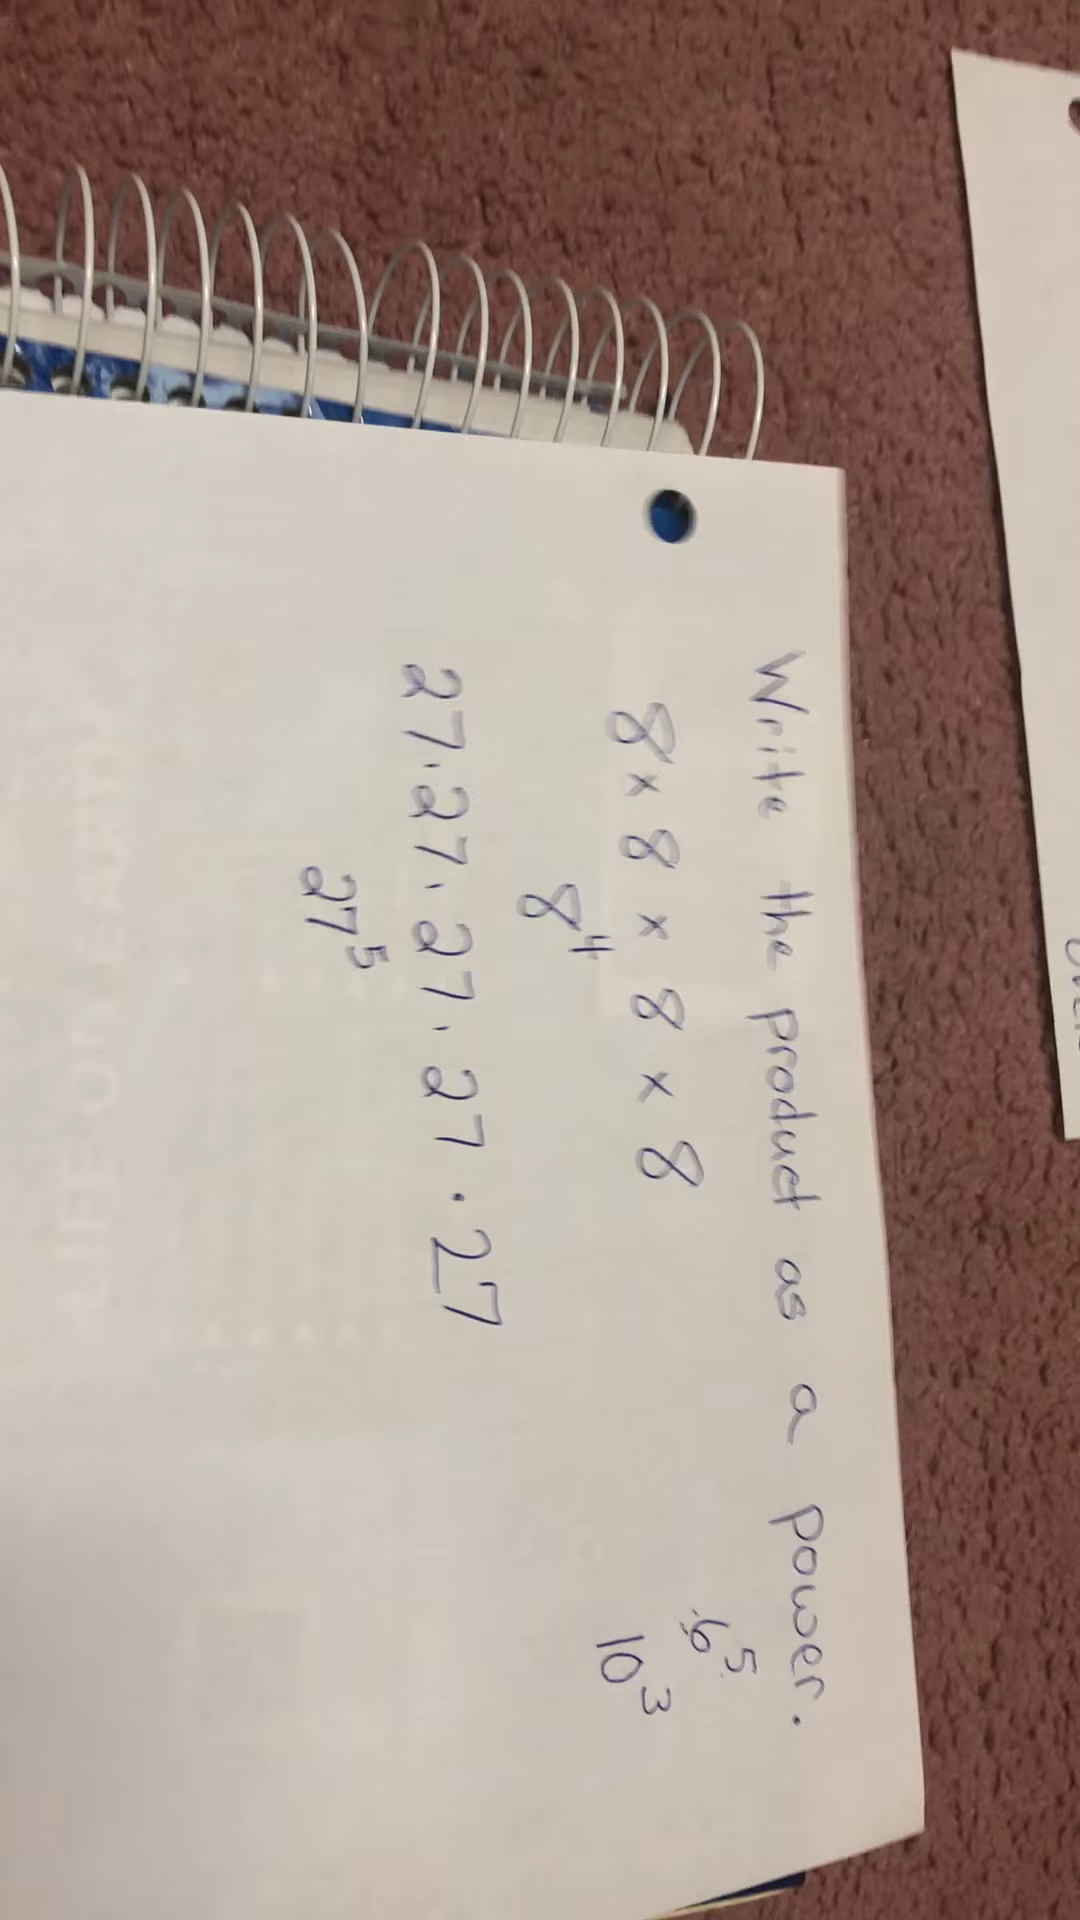 Write the product as a power.
6⁵
8 × 8 × 8 × 8
10³
8⁴
27·27·27·27·27
27⁵